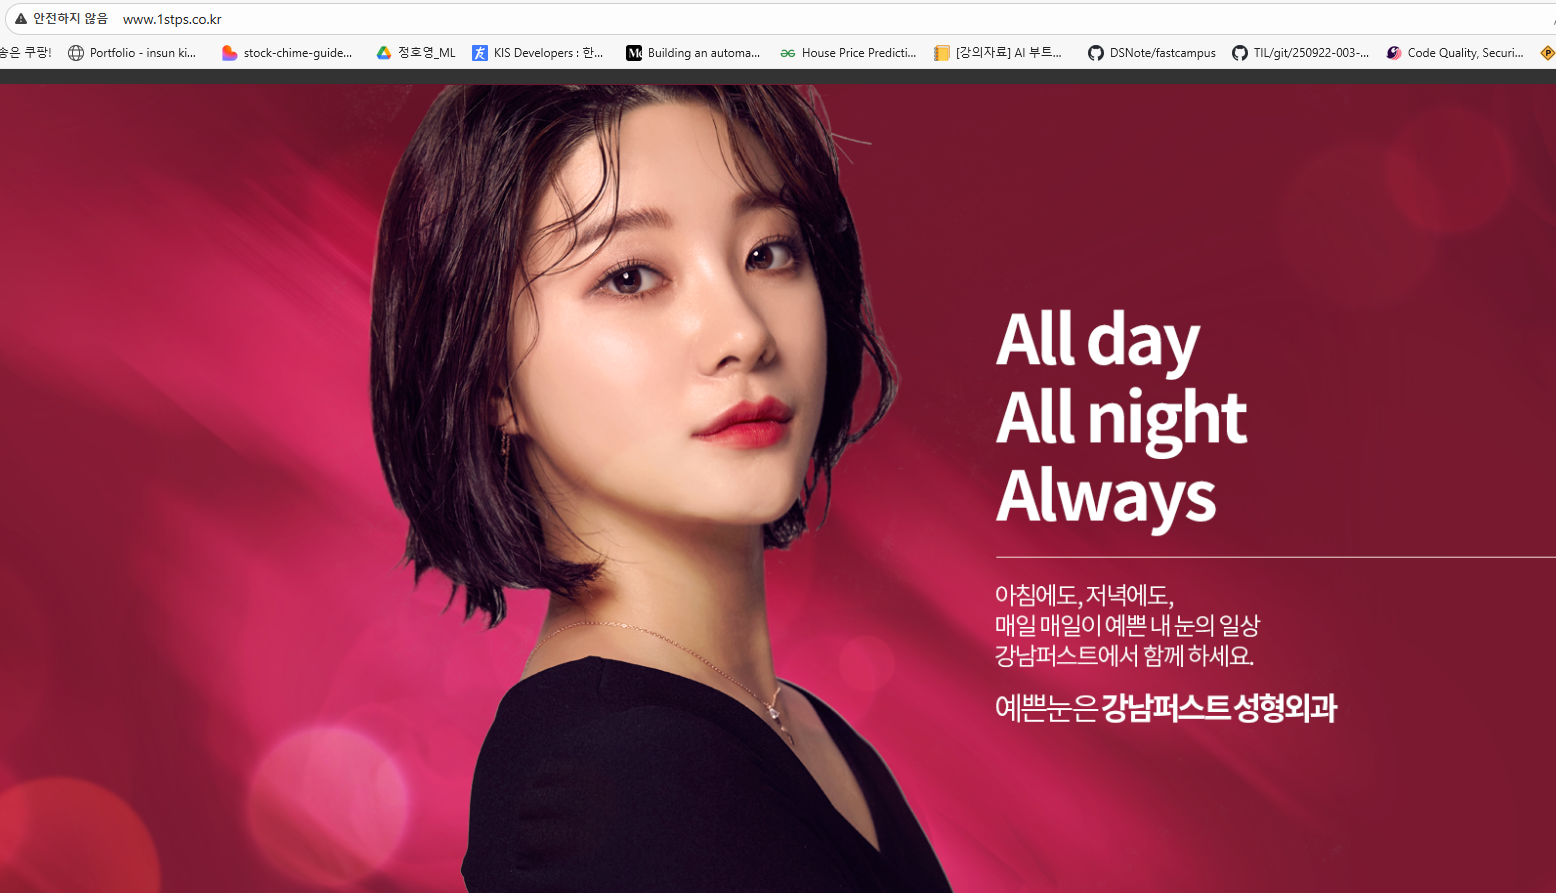 안전하지 않음 www.1stps.co.kr
송은 쿠팡! Portfolio - insun ki... stock-chime-guide... 정호영_ML KIS Developers : 한... Building an automa... House Price Predicti... [강의자료] AI 부트... DSNote/fastcampus TIL/git/250922-003-... Code Quality, Securi...
All day
All night
Always
아침에도, 저녁에도,
매일 매일이 예쁜 내 눈의 일상
강남퍼스트에서 함께 하세요.
예쁜눈은 강남퍼스트 성형외과